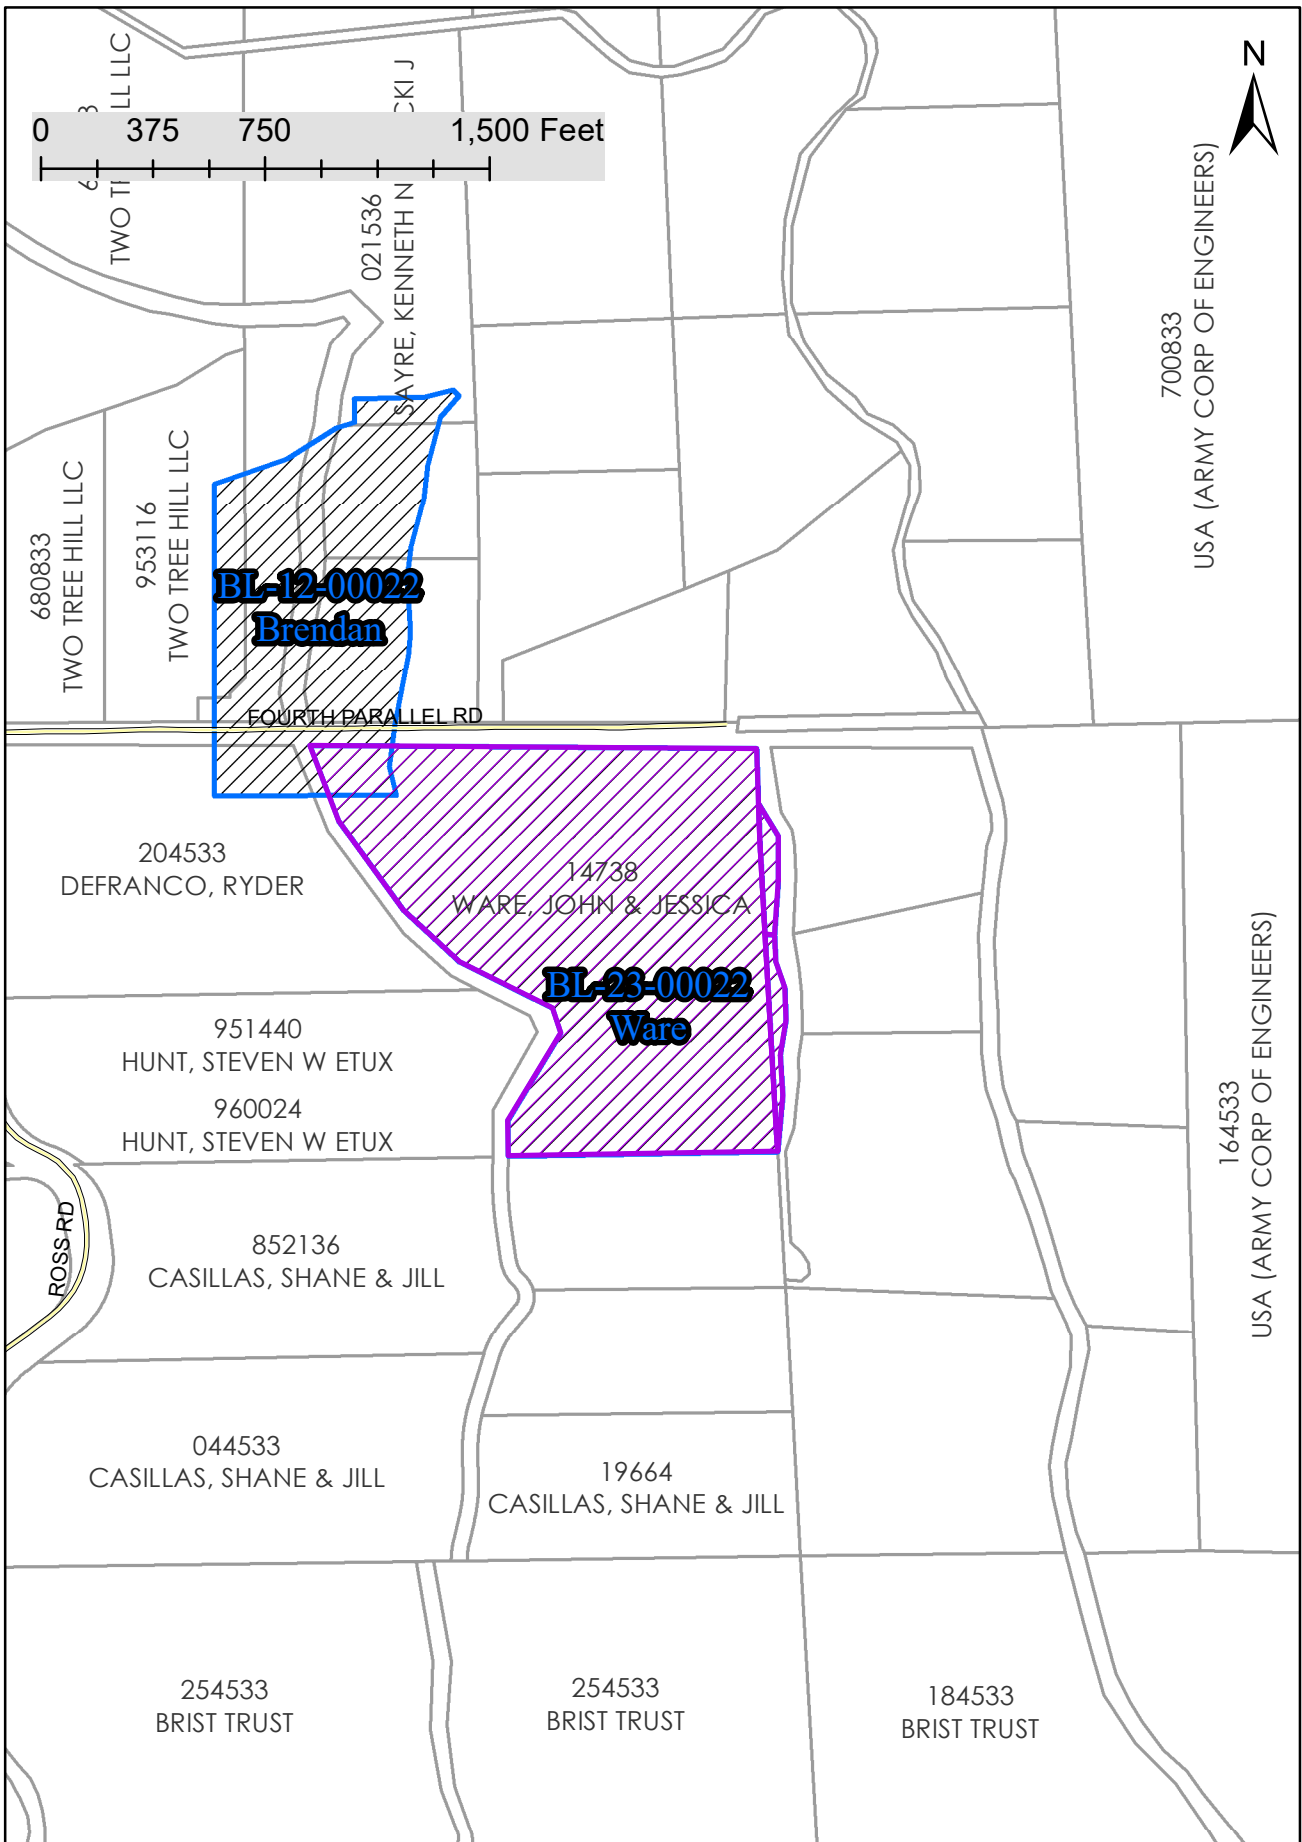 N
0 375 750 1,500 Feet
TWO TREE HILL LLC
021536
SAYRE, KENNETH N
CKI J
700833
USA (ARMY CORP OF ENGINEERS)
680833
TWO TREE HILL LLC
953116
TWO TREE HILL LLC
BL-12-00022
Brendan
FOURTH PARALLEL RD
204533
DEFRANCO, RYDER
14738
WARE, JOHN & JESSICA
BL-23-00022
Ware
951440
HUNT, STEVEN W ETUX
960024
HUNT, STEVEN W ETUX
164533
USA (ARMY CORP OF ENGINEERS)
ROSS RD
852136
CASILLAS, SHANE & JILL
044533
CASILLAS, SHANE & JILL
19664
CASILLAS, SHANE & JILL
254533
BRIST TRUST
254533
BRIST TRUST
184533
BRIST TRUST